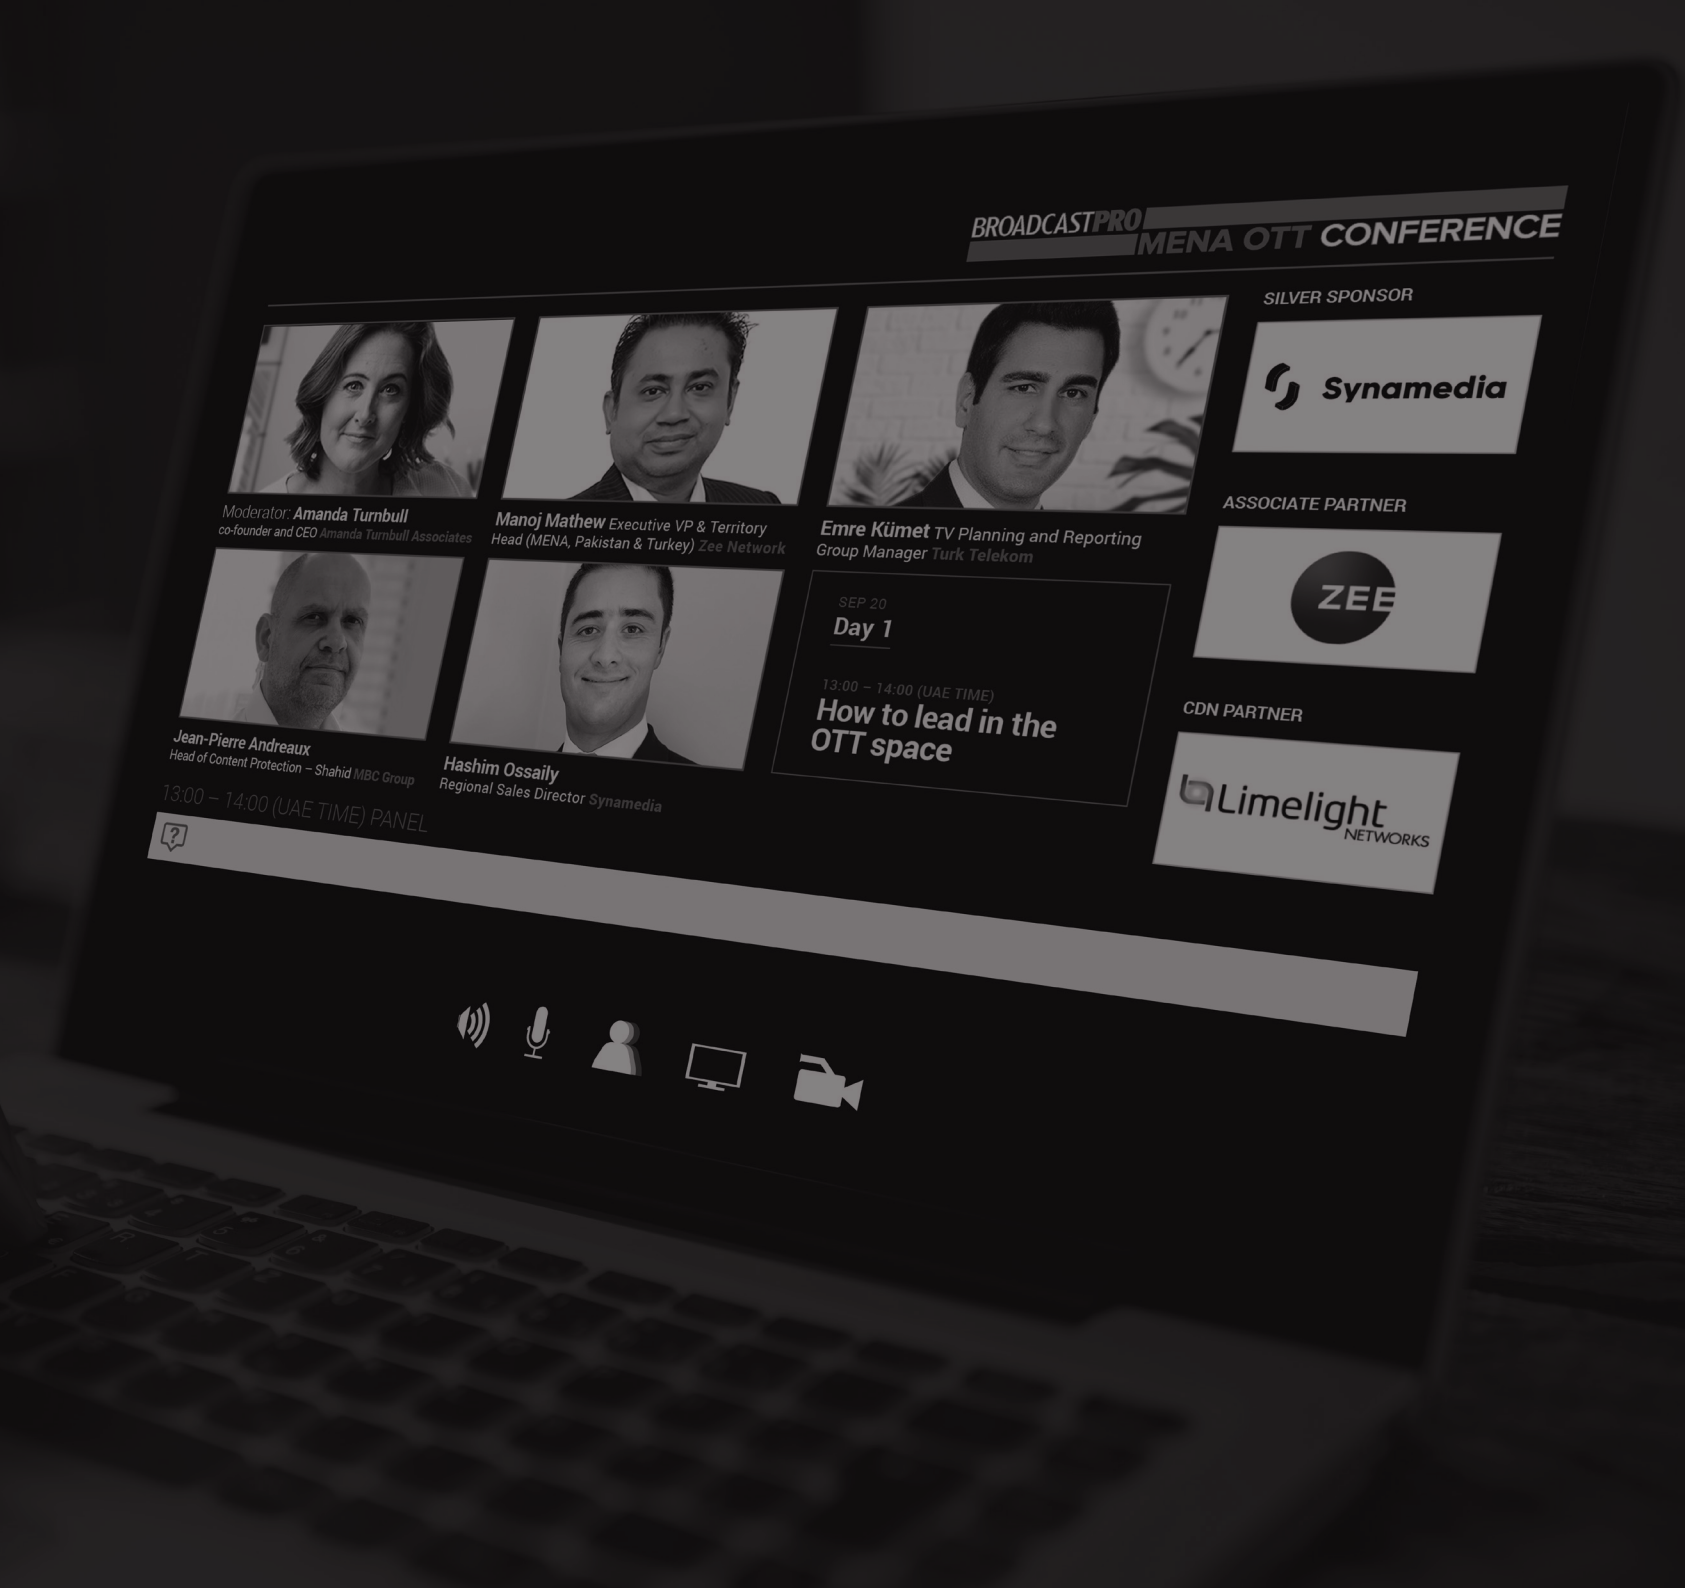 BROADCASTPRO
MENA OTT CONFERENCE
SILVER SPONSOR
Synamedia
Moderator: Amanda Turnbull
co-founder and CEO Amanda Turnbull Associates
Manoj Mathew Executive VP & Territory
Head (MENA, Pakistan & Turkey) Zee Network
Emre Kümet TV Planning and Reporting
Group Manager Turk Telekom
ASSOCIATE PARTNER
ZEE
Jean-Pierre Andreaux
Head of Content Protection – Shahid MBC Group
Hashim Ossaily
Regional Sales Director Synamedia
SEP 20
Day 1
13:00 – 14:00 (UAE TIME)
How to lead in the
OTT space
CDN PARTNER
Limelight
NETWORKS
13:00 – 14:00 (UAE TIME) PANEL
?